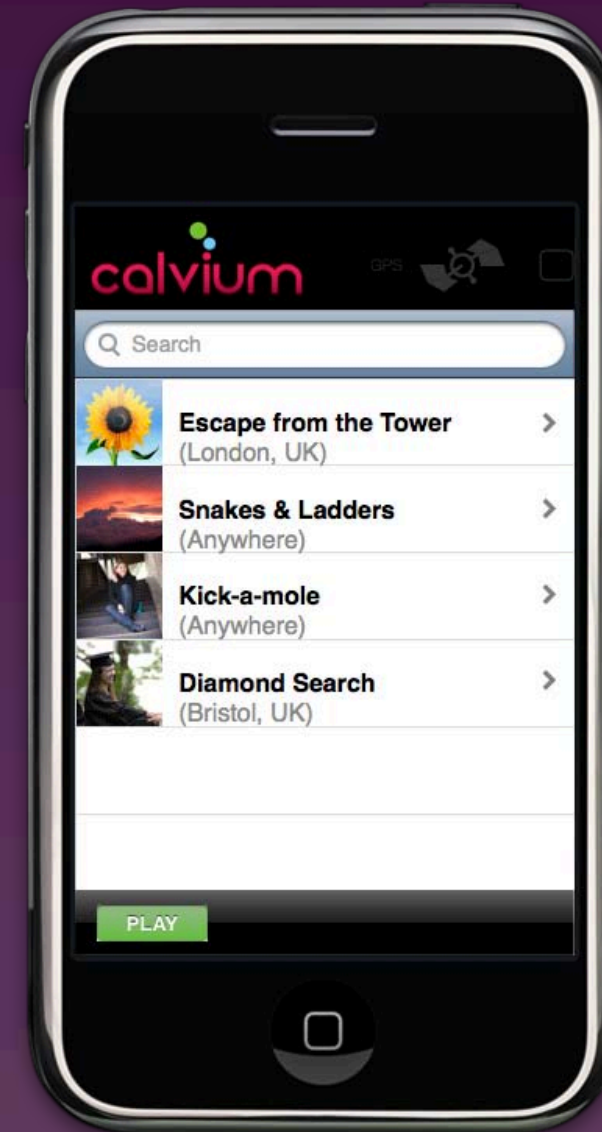 calvium
GPS
Search
Escape from the Tower
(London, UK)
Snakes & Ladders
(Anywhere)
Kick-a-mole
(Anywhere)
Diamond Search
(Bristol, UK)
PLAY